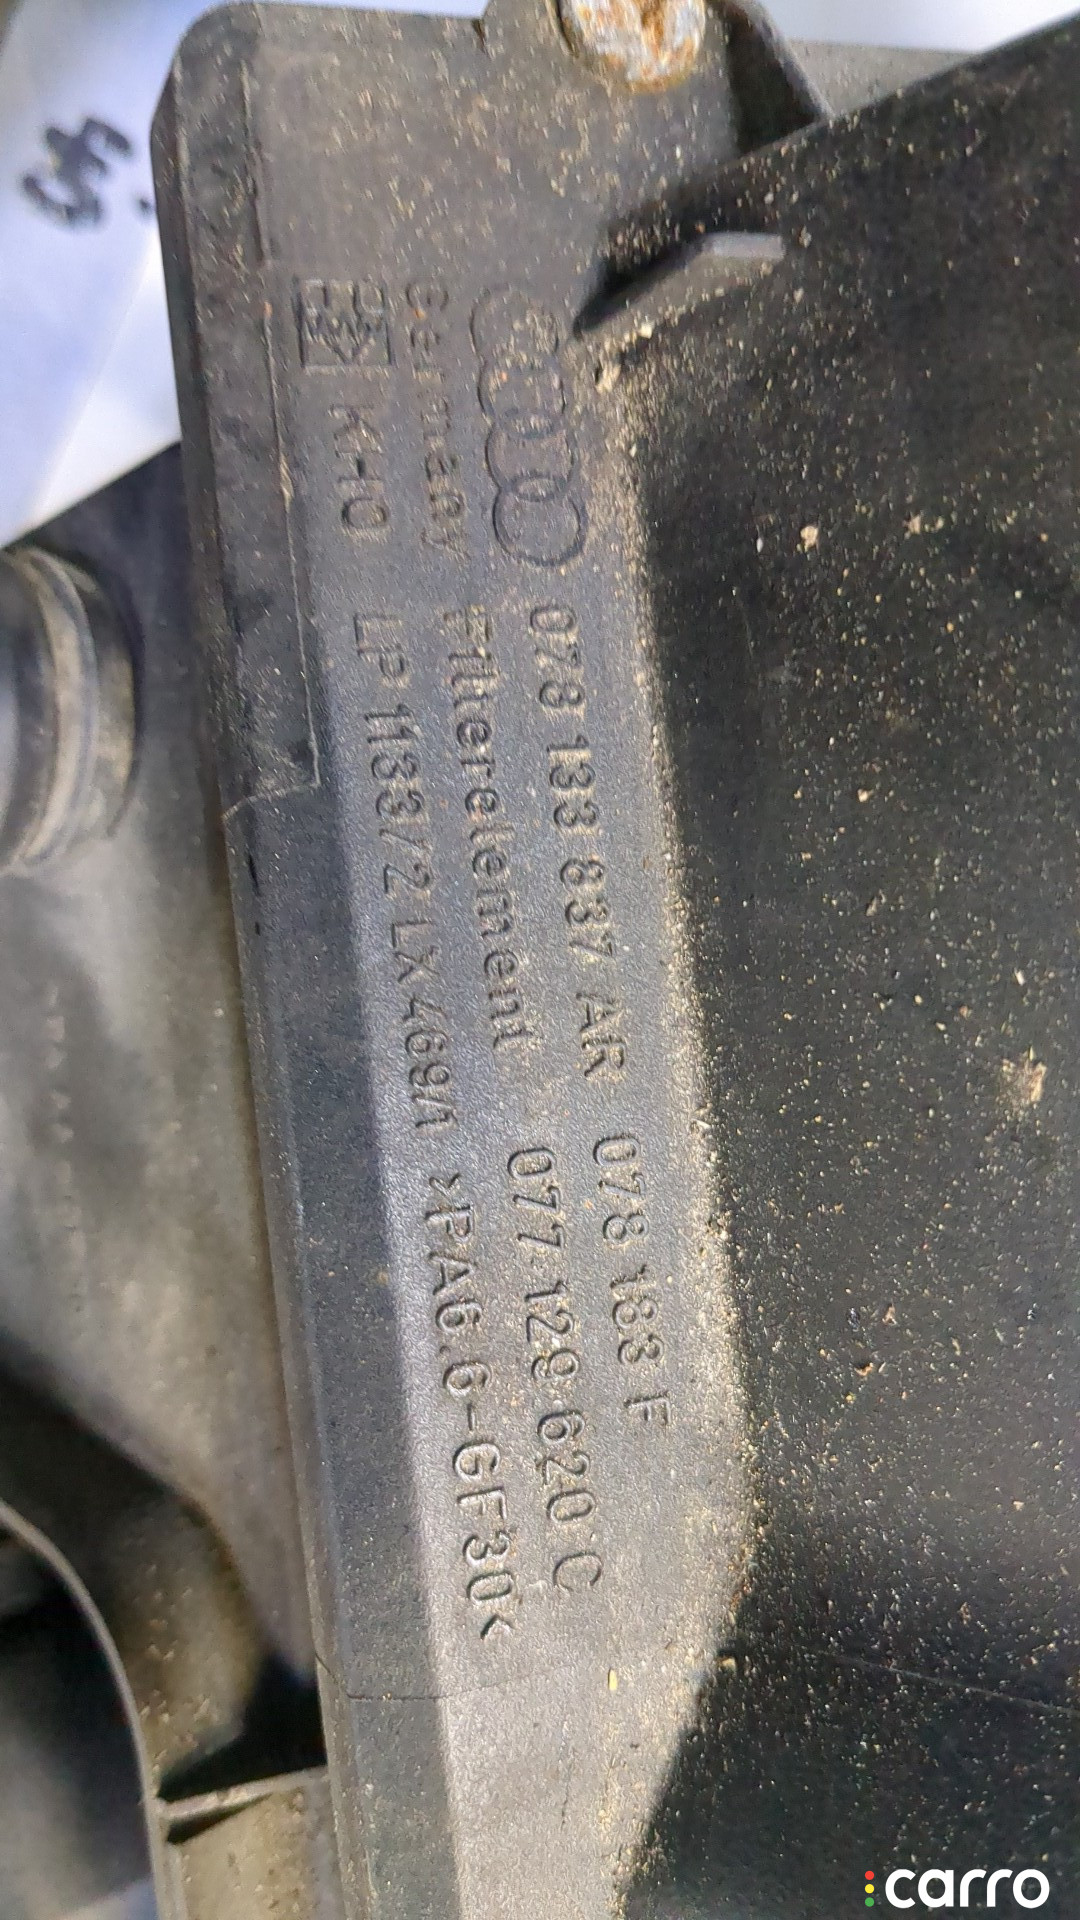 078 133 837 AR 078 133 F
Germany Filterelement 077 129 620 C
KHO LP 1133/2 LX 469/1 >PA6.6-GF30<
carro